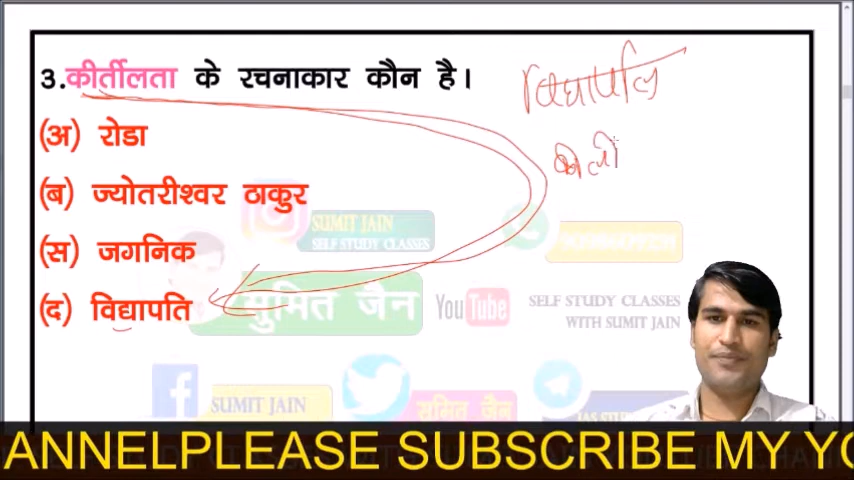 3.कीर्तीलता के रचनाकार कौन है।
विद्यापति
(अ) रोडा
(ब) ज्योतरीश्वर ठाकुर
SUMIT JAIN
SELF STUDY CLASSES
(स) जगनिक
(द) विद्यापति
सुमित जैन
YouTube
SELF STUDY CLASSES
WITH SUMIT JAIN
SUMIT JAIN
सुमित जैन
ANNELPLEASE SUBSCRIBE MY YO